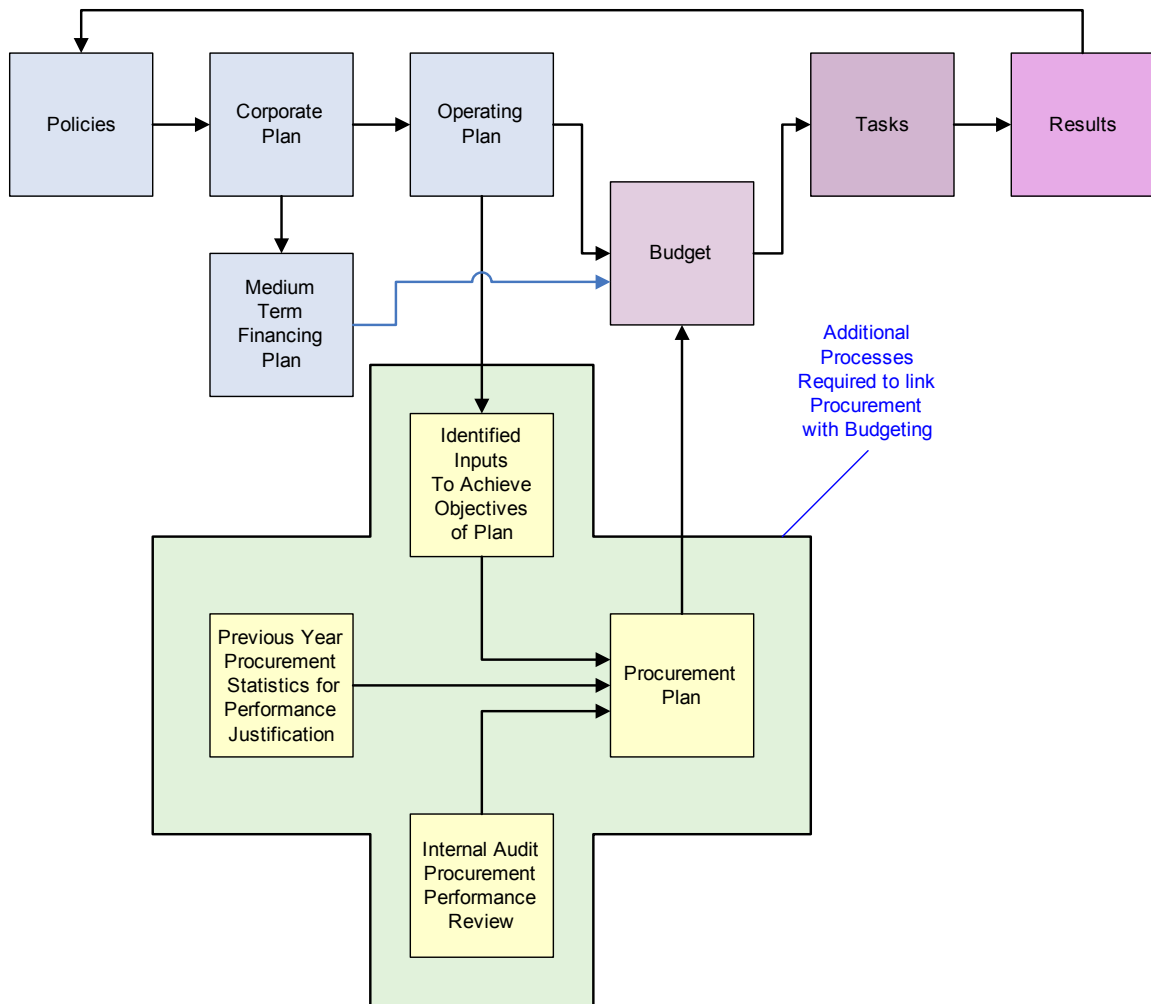 Policies
Corporate
Plan
Operating
Plan
Tasks
Results
Budget
Medium
Term
Financing
Plan
Additional
Processes
Required to link
Procurement
with Budgeting
Identified
Inputs
To Achieve
Objectives
of Plan
Previous Year
Procurement
Statistics for
Performance
Justification
Procurement
Plan
Internal Audit
Procurement
Performance
Review